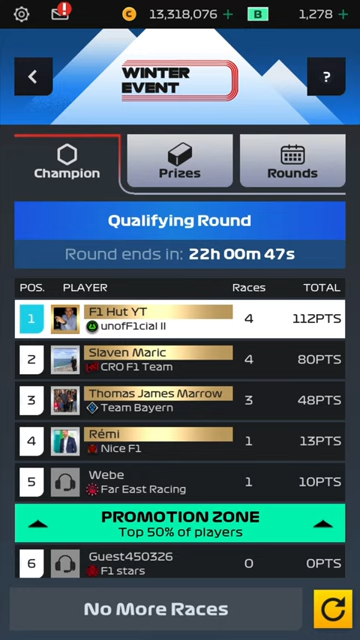 C 13,318,076 + B 1,278 +
WINTER
EVENT
?
Champion Prizes Rounds
Qualifying Round
Round ends in: 22h 00m 47s
POS. PLAYER Races TOTAL
1 F1 Hut YT 4 112PTS
unofF1cial II
2 Slaven Maric 4 80PTS
CRO F1 Team
3 Thomas James Marrow 3 48PTS
Team Bayern
4 Rémi 1 13PTS
Nice F1
5 Webe 1 10PTS
Far East Racing
PROMOTION ZONE
Top 50% of players
6 Guest450326 0 0PTS
F1 stars
No More Races